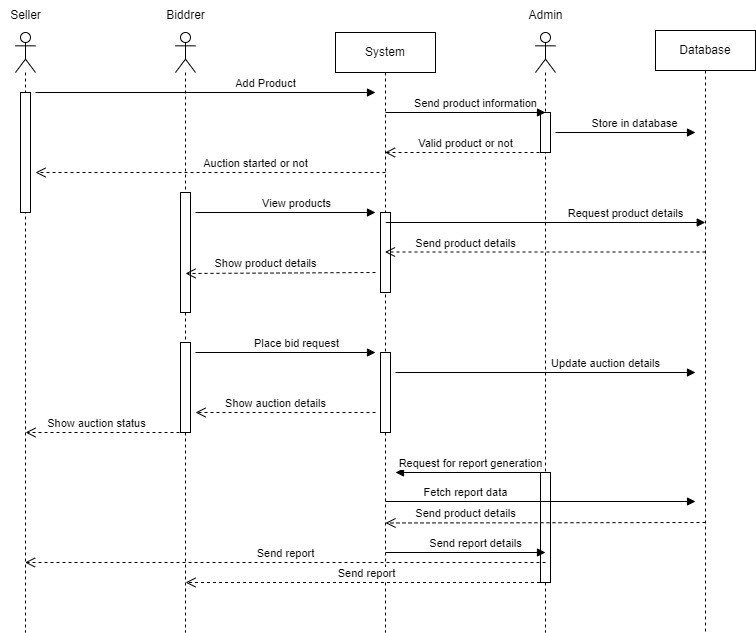 Seller
Biddrer
System
Admin
Database
Add Product
Send product information
Store in database
Valid product or not
Auction started or not
View products
Request product details
Send product details
Show product details
Place bid request
Update auction details
Show auction details
Show auction status
Request for report generation
Fetch report data
Send product details
Send report details
Send report
Send report